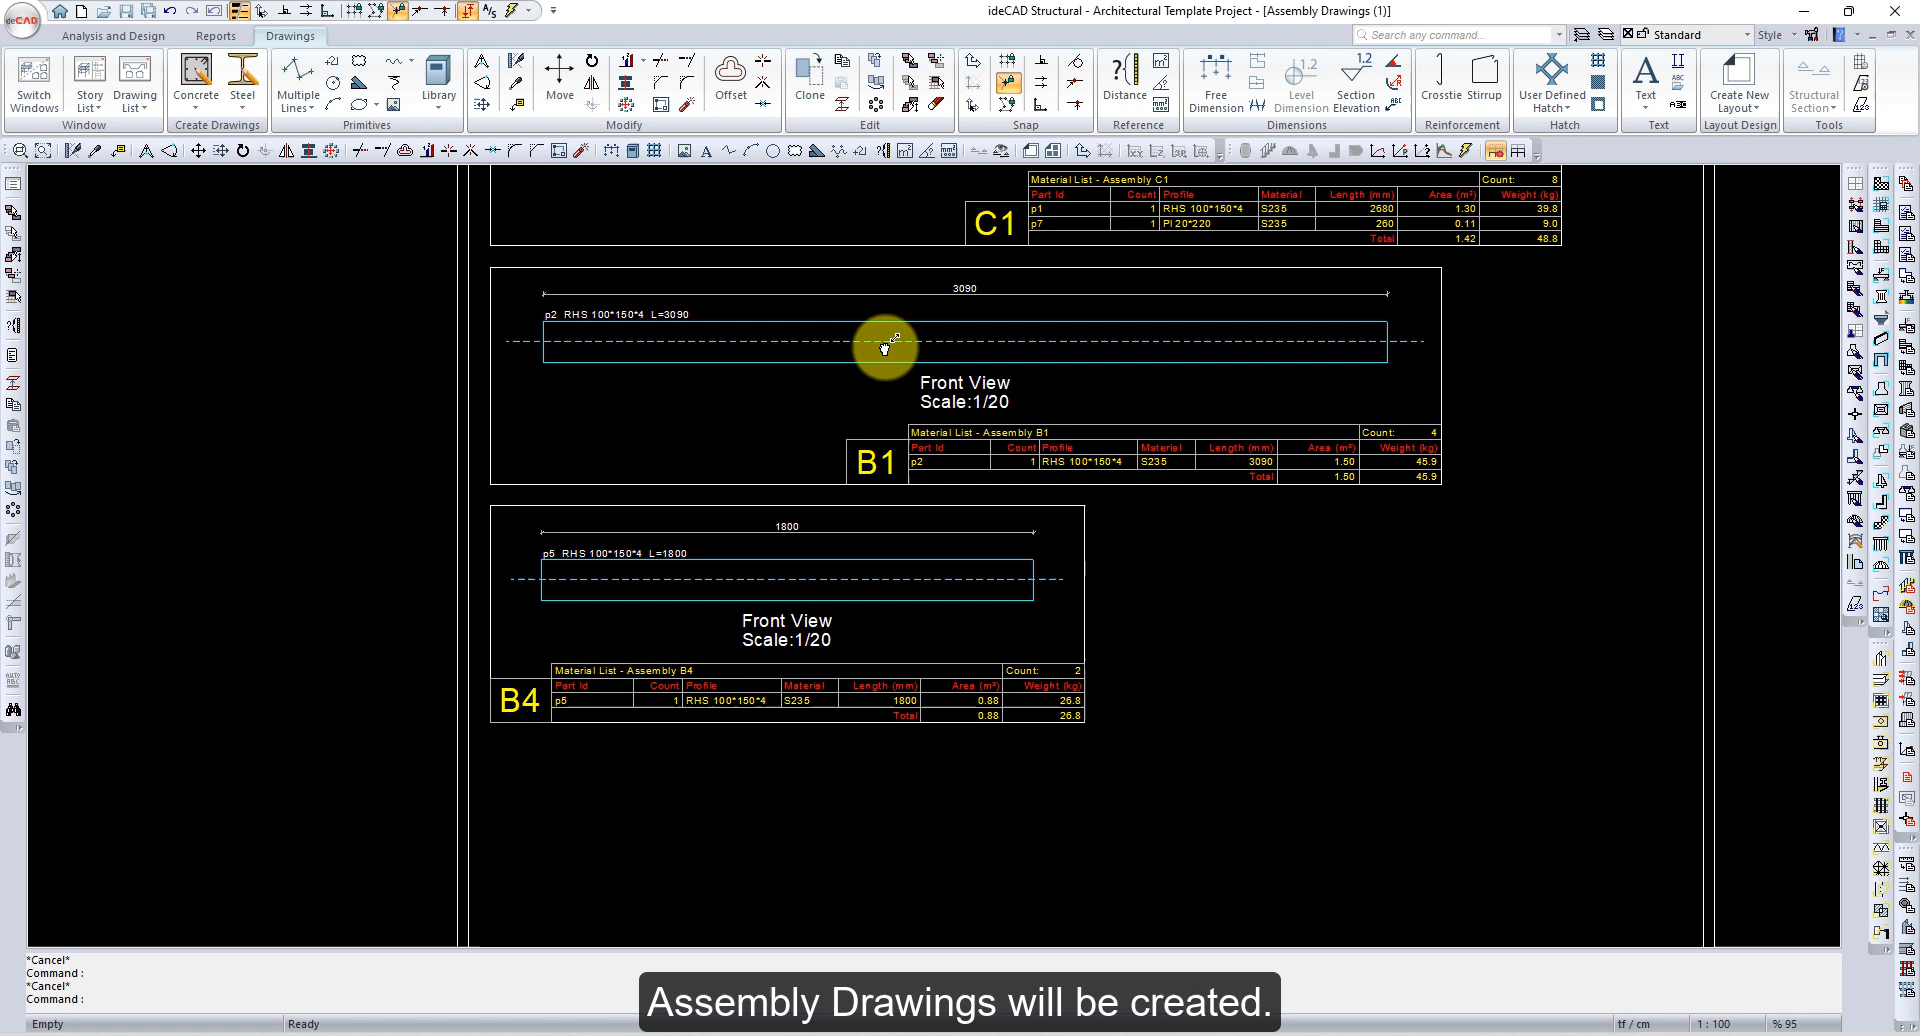 ideCAD Structural - Architectural Template Project - [Assembly Drawings (1)]
ideCAD
Analysis and Design
Reports
Drawings
Search any command...
Standard
Style
Switch Windows
Story List
Drawing List
Window
Concrete
Steel
Create Drawings
Multiple Lines
Library
Primitives
Move
Offset
Modify
Clone
Edit
Snap
Distance
Reference
Free Dimension
Level Dimension
Section Elevation
Dimensions
Crosstie Stirrup
Reinforcement
User Defined Hatch
Hatch
Text
Text
Create New Layout
Layout Design
Structural Section
Tools
C1
Material List - Assembly C1 Count: 8
Part Id Count Profile Material Length (mm) Area (m²) Weight (kg)
p1 1 RHS 100*150*4 S235 2680 1.30 39.8
p7 1 Pl 20*220 S235 260 0.11 9.0
Total 1.42 48.8
3090
p2 RHS 100*150*4 L=3090
Front View
Scale:1/20
B1
Material List - Assembly B1 Count: 4
Part Id Count Profile Material Length (mm) Area (m²) Weight (kg)
p2 1 RHS 100*150*4 S235 3090 1.50 45.9
Total 1.50 45.9
1800
p5 RHS 100*150*4 L=1800
Front View
Scale:1/20
B4
Material List - Assembly B4 Count: 2
Part Id Count Profile Material Length (mm) Area (m²) Weight (kg)
p5 1 RHS 100*150*4 S235 1800 0.88 26.8
Total 0.88 26.8
*Cancel*
Command :
*Cancel*
Command :
Assembly Drawings will be created.
Empty
Ready
tf / cm
1 : 100
% 95